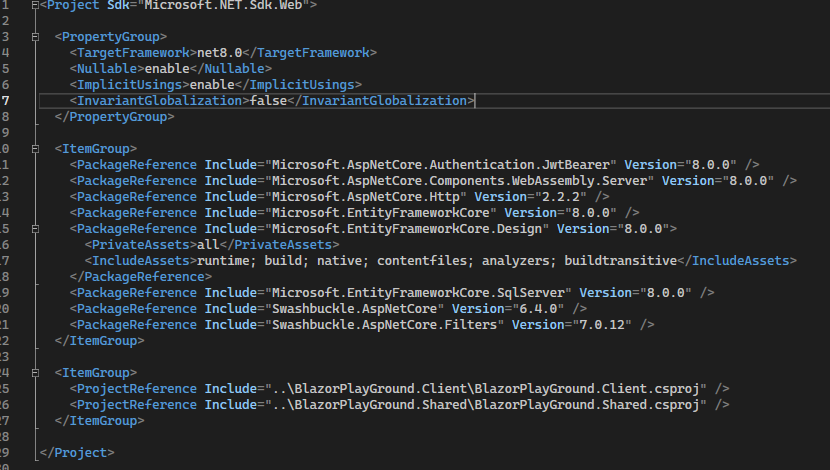 1 <Project Sdk="Microsoft.NET.Sdk.Web">
2
3 <PropertyGroup>
4 <TargetFramework>net8.0</TargetFramework>
5 <Nullable>enable</Nullable>
6 <ImplicitUsings>enable</ImplicitUsings>
7 <InvariantGlobalization>false</InvariantGlobalization>
8 </PropertyGroup>
9
10 <ItemGroup>
11 <PackageReference Include="Microsoft.AspNetCore.Authentication.JwtBearer" Version="8.0.0" />
12 <PackageReference Include="Microsoft.AspNetCore.Components.WebAssembly.Server" Version="8.0.0" />
13 <PackageReference Include="Microsoft.AspNetCore.Http" Version="2.2.2" />
14 <PackageReference Include="Microsoft.EntityFrameworkCore" Version="8.0.0" />
15 <PackageReference Include="Microsoft.EntityFrameworkCore.Design" Version="8.0.0">
16 <PrivateAssets>all</PrivateAssets>
17 <IncludeAssets>runtime; build; native; contentfiles; analyzers; buildtransitive</IncludeAssets>
18 </PackageReference>
19 <PackageReference Include="Microsoft.EntityFrameworkCore.SqlServer" Version="8.0.0" />
20 <PackageReference Include="Swashbuckle.AspNetCore" Version="6.4.0" />
21 <PackageReference Include="Swashbuckle.AspNetCore.Filters" Version="7.0.12" />
22 </ItemGroup>
23
24 <ItemGroup>
25 <ProjectReference Include="..\BlazorPlayGround.Client\BlazorPlayGround.Client.csproj" />
26 <ProjectReference Include="..\BlazorPlayGround.Shared\BlazorPlayGround.Shared.csproj" />
27 </ItemGroup>
28
29 </Project>
30